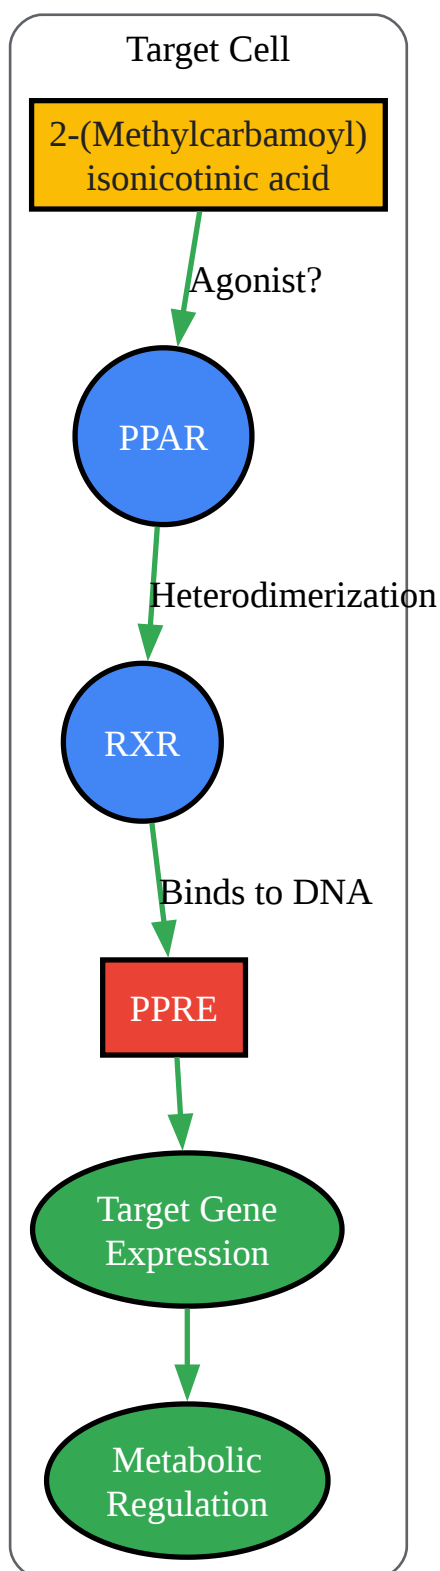 Target Cell
2-(Methylcarbamoyl)
isonicotinic acid
Agonist?
PPAR
Heterodimerization
RXR
Binds to DNA
PPRE
Target Gene
Expression
Metabolic
Regulation